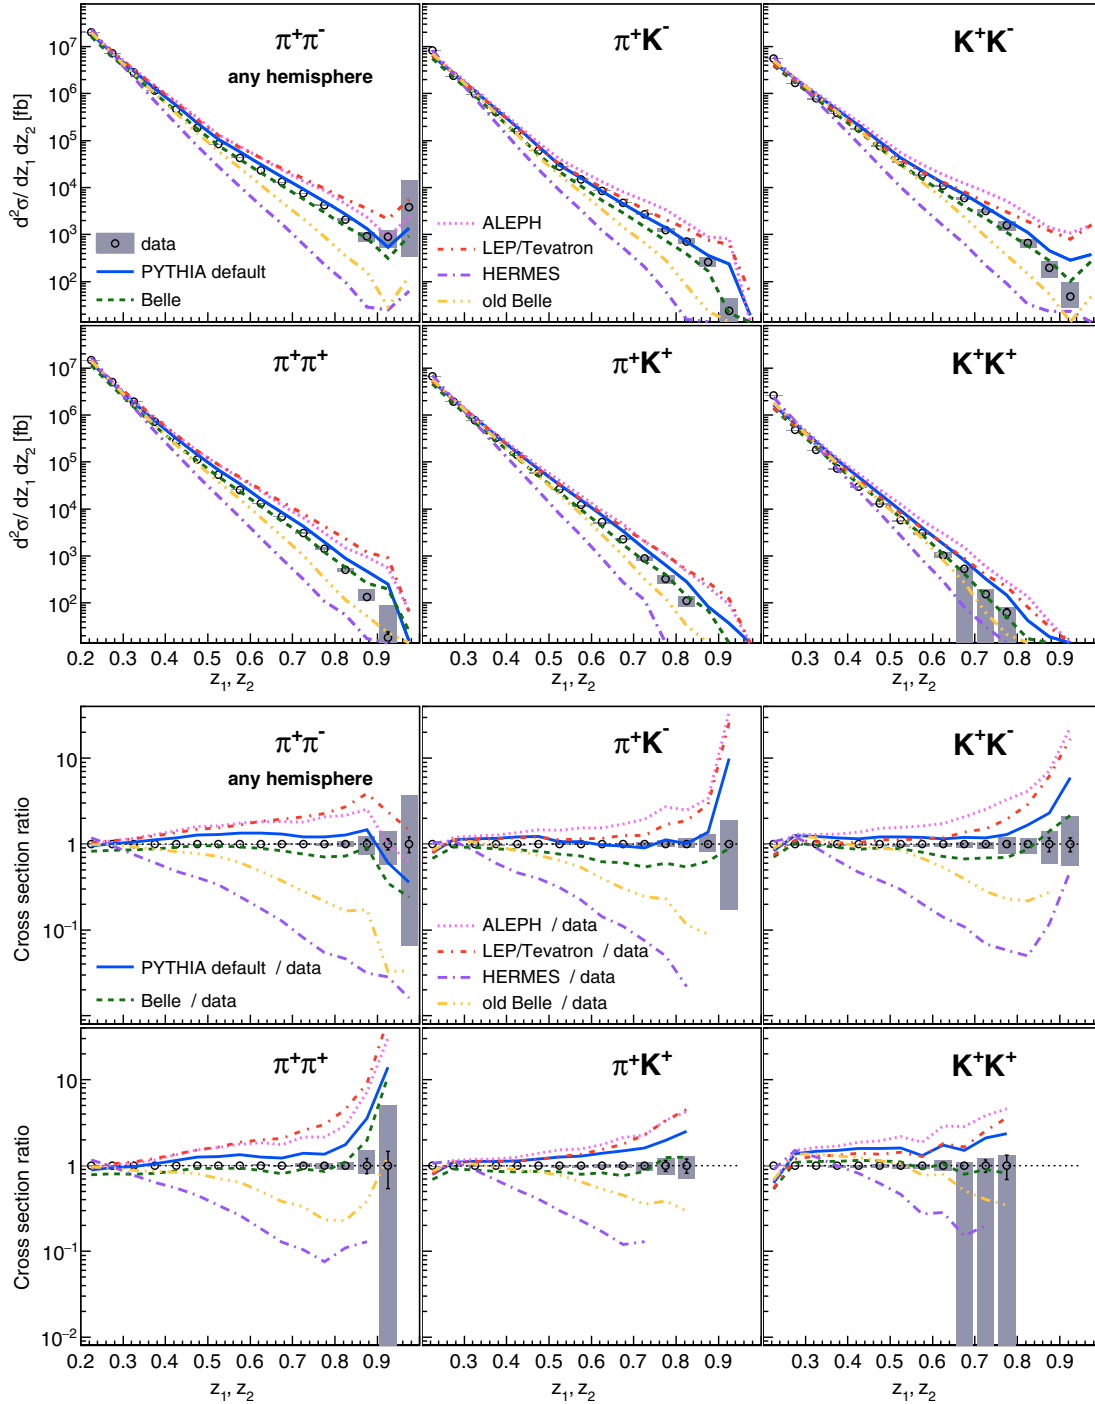 π⁺π⁻ π⁺K⁻ K⁺K⁻
any hemisphere
d²σ/ dz₁ dz₂ [fb]
10⁷
10⁶
10⁵
10⁴
10³
10²
data
PYTHIA default
Belle
ALEPH
LEP/Tevatron
HERMES
old Belle
π⁺π⁺ π⁺K⁺ K⁺K⁺
d²σ/ dz₁ dz₂ [fb]
10⁷
10⁶
10⁵
10⁴
10³
10²
0.2 0.3 0.4 0.5 0.6 0.7 0.8 0.9 0.3 0.4 0.5 0.6 0.7 0.8 0.9 0.3 0.4 0.5 0.6 0.7 0.8 0.9
z₁, z₂ z₁, z₂ z₁, z₂
π⁺π⁻ π⁺K⁻ K⁺K⁻
any hemisphere
Cross section ratio
10
1
10⁻¹
PYTHIA default / data
Belle / data
ALEPH / data
LEP/Tevatron / data
HERMES / data
old Belle / data
π⁺π⁺ π⁺K⁺ K⁺K⁺
Cross section ratio
10
1
10⁻¹
10⁻²
0.2 0.3 0.4 0.5 0.6 0.7 0.8 0.9 0.3 0.4 0.5 0.6 0.7 0.8 0.9 0.3 0.4 0.5 0.6 0.7 0.8 0.9
z₁, z₂ z₁, z₂ z₁, z₂